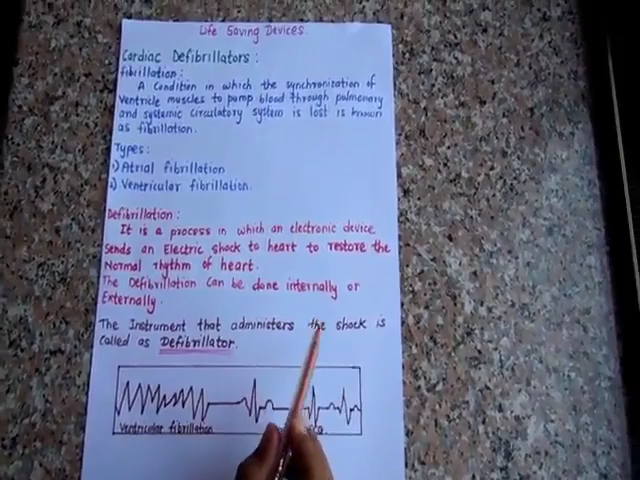 Life Saving Devices.
Cardiac Defibrillators :
Fibrillation :
A Condition in which the synchronization of
Ventricle muscles to pump blood through pulmonary
and systemic circulatory system is lost is known
as fibrillation.
Types :
1) Atrial fibrillation
2) Ventricular fibrillation.
Defibrillation :
It is a process in which an electronic device
Sends an Electric shock to heart to restore the
Normal rhythm of heart.
The Defibrillation Can be done internally or
Externally.
The Instrument that administers the shock is
Called as Defibrillator.
Ventricular fibrillation